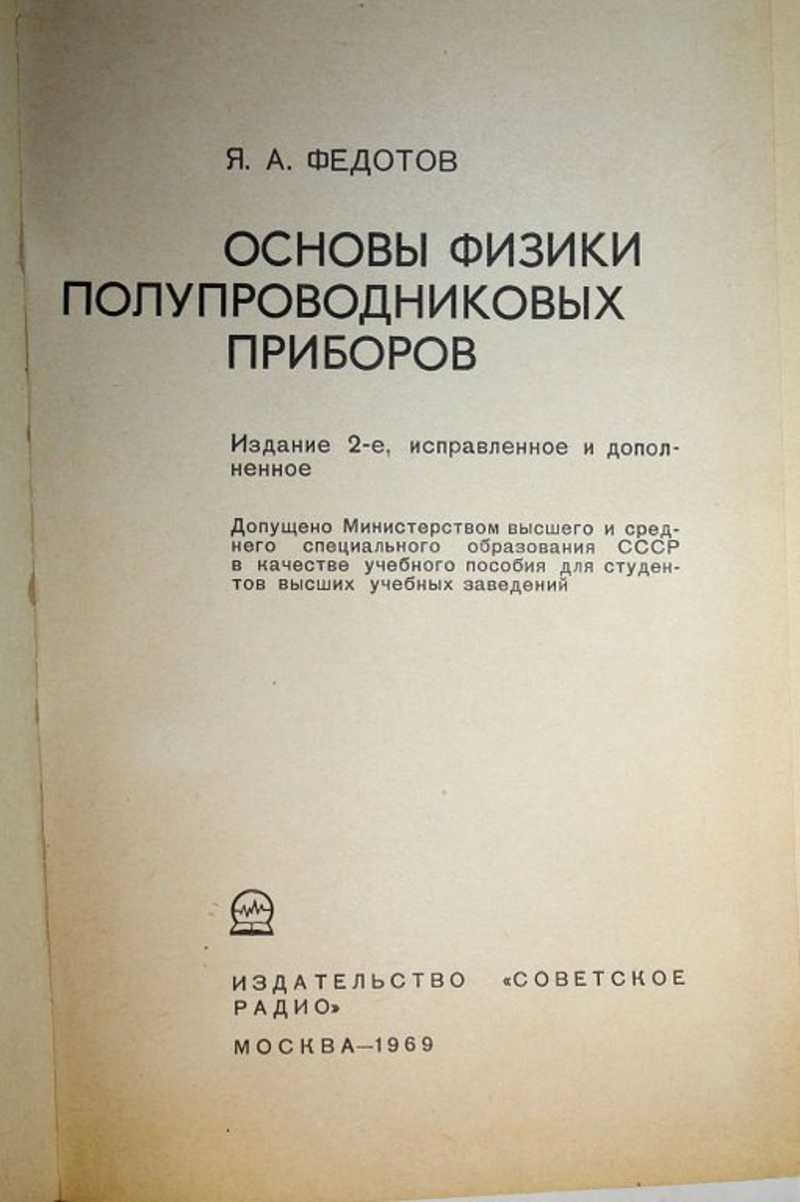 Я. А. ФЕДОТОВ
ОСНОВЫ ФИЗИКИ
ПОЛУПРОВОДНИКОВЫХ
ПРИБОРОВ
Издание 2-е, исправленное и допол-
ненное
Допущено Министерством высшего и сред-
него специального образования СССР
в качестве учебного пособия для студен-
тов высших учебных заведений
ИЗДАТЕЛЬСТВО «СОВЕТСКОЕ
РАДИО»
МОСКВА—1969